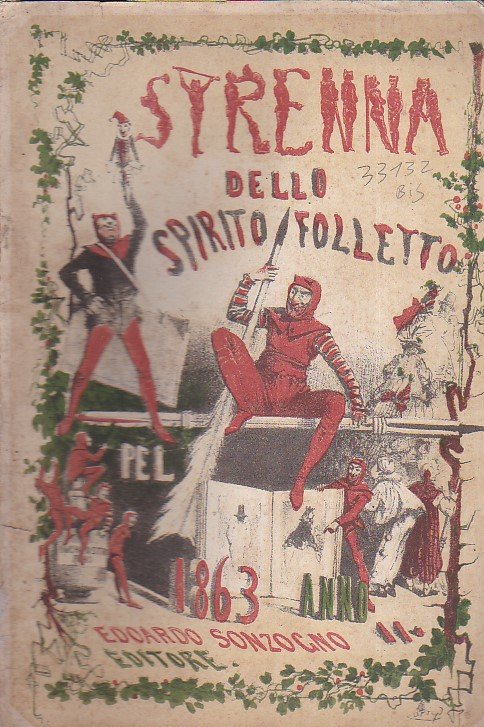 STRENNA
33132
Bis
DELLO
SPIRITO FOLLETTO
PEL
1863 ANNO II°
EDOARDO SONZOGNO
EDITORE.